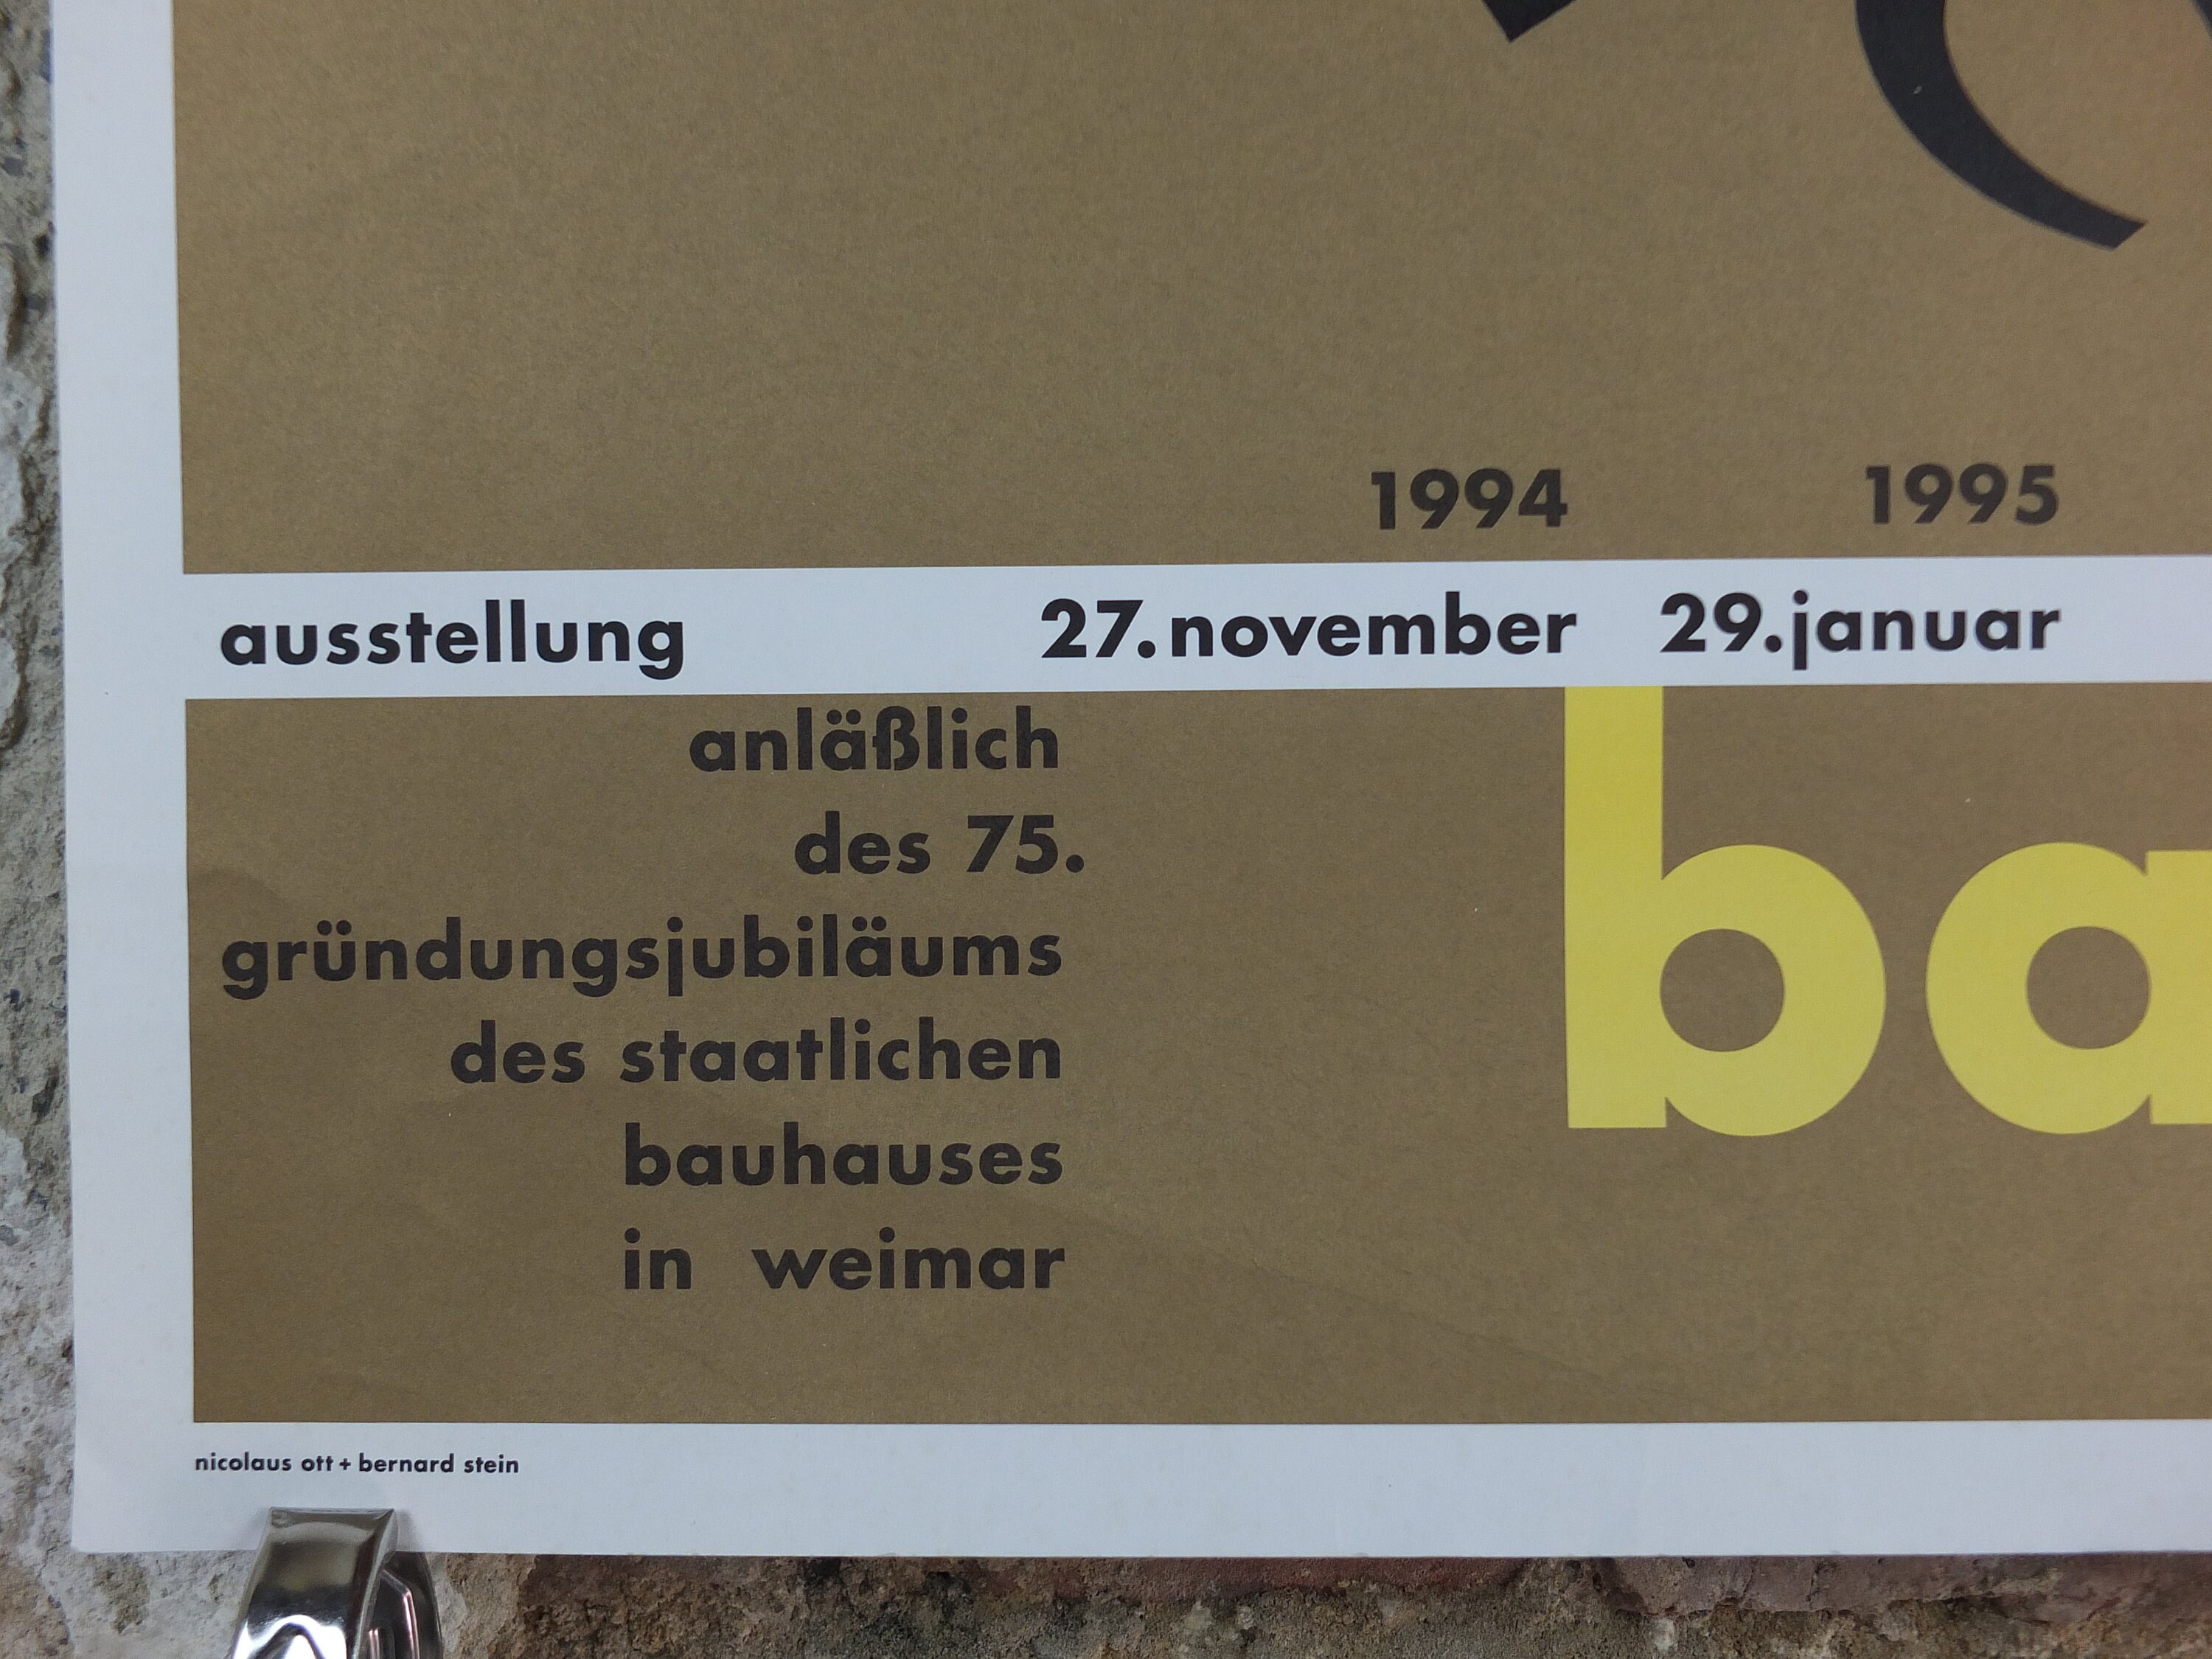 1994 1995
ausstellung 27. november 29. januar
anläßlich
des 75.
gründungsjubiläums
des staatlichen
bauhauses
in weimar
ba
nicolaus ott + bernard stein